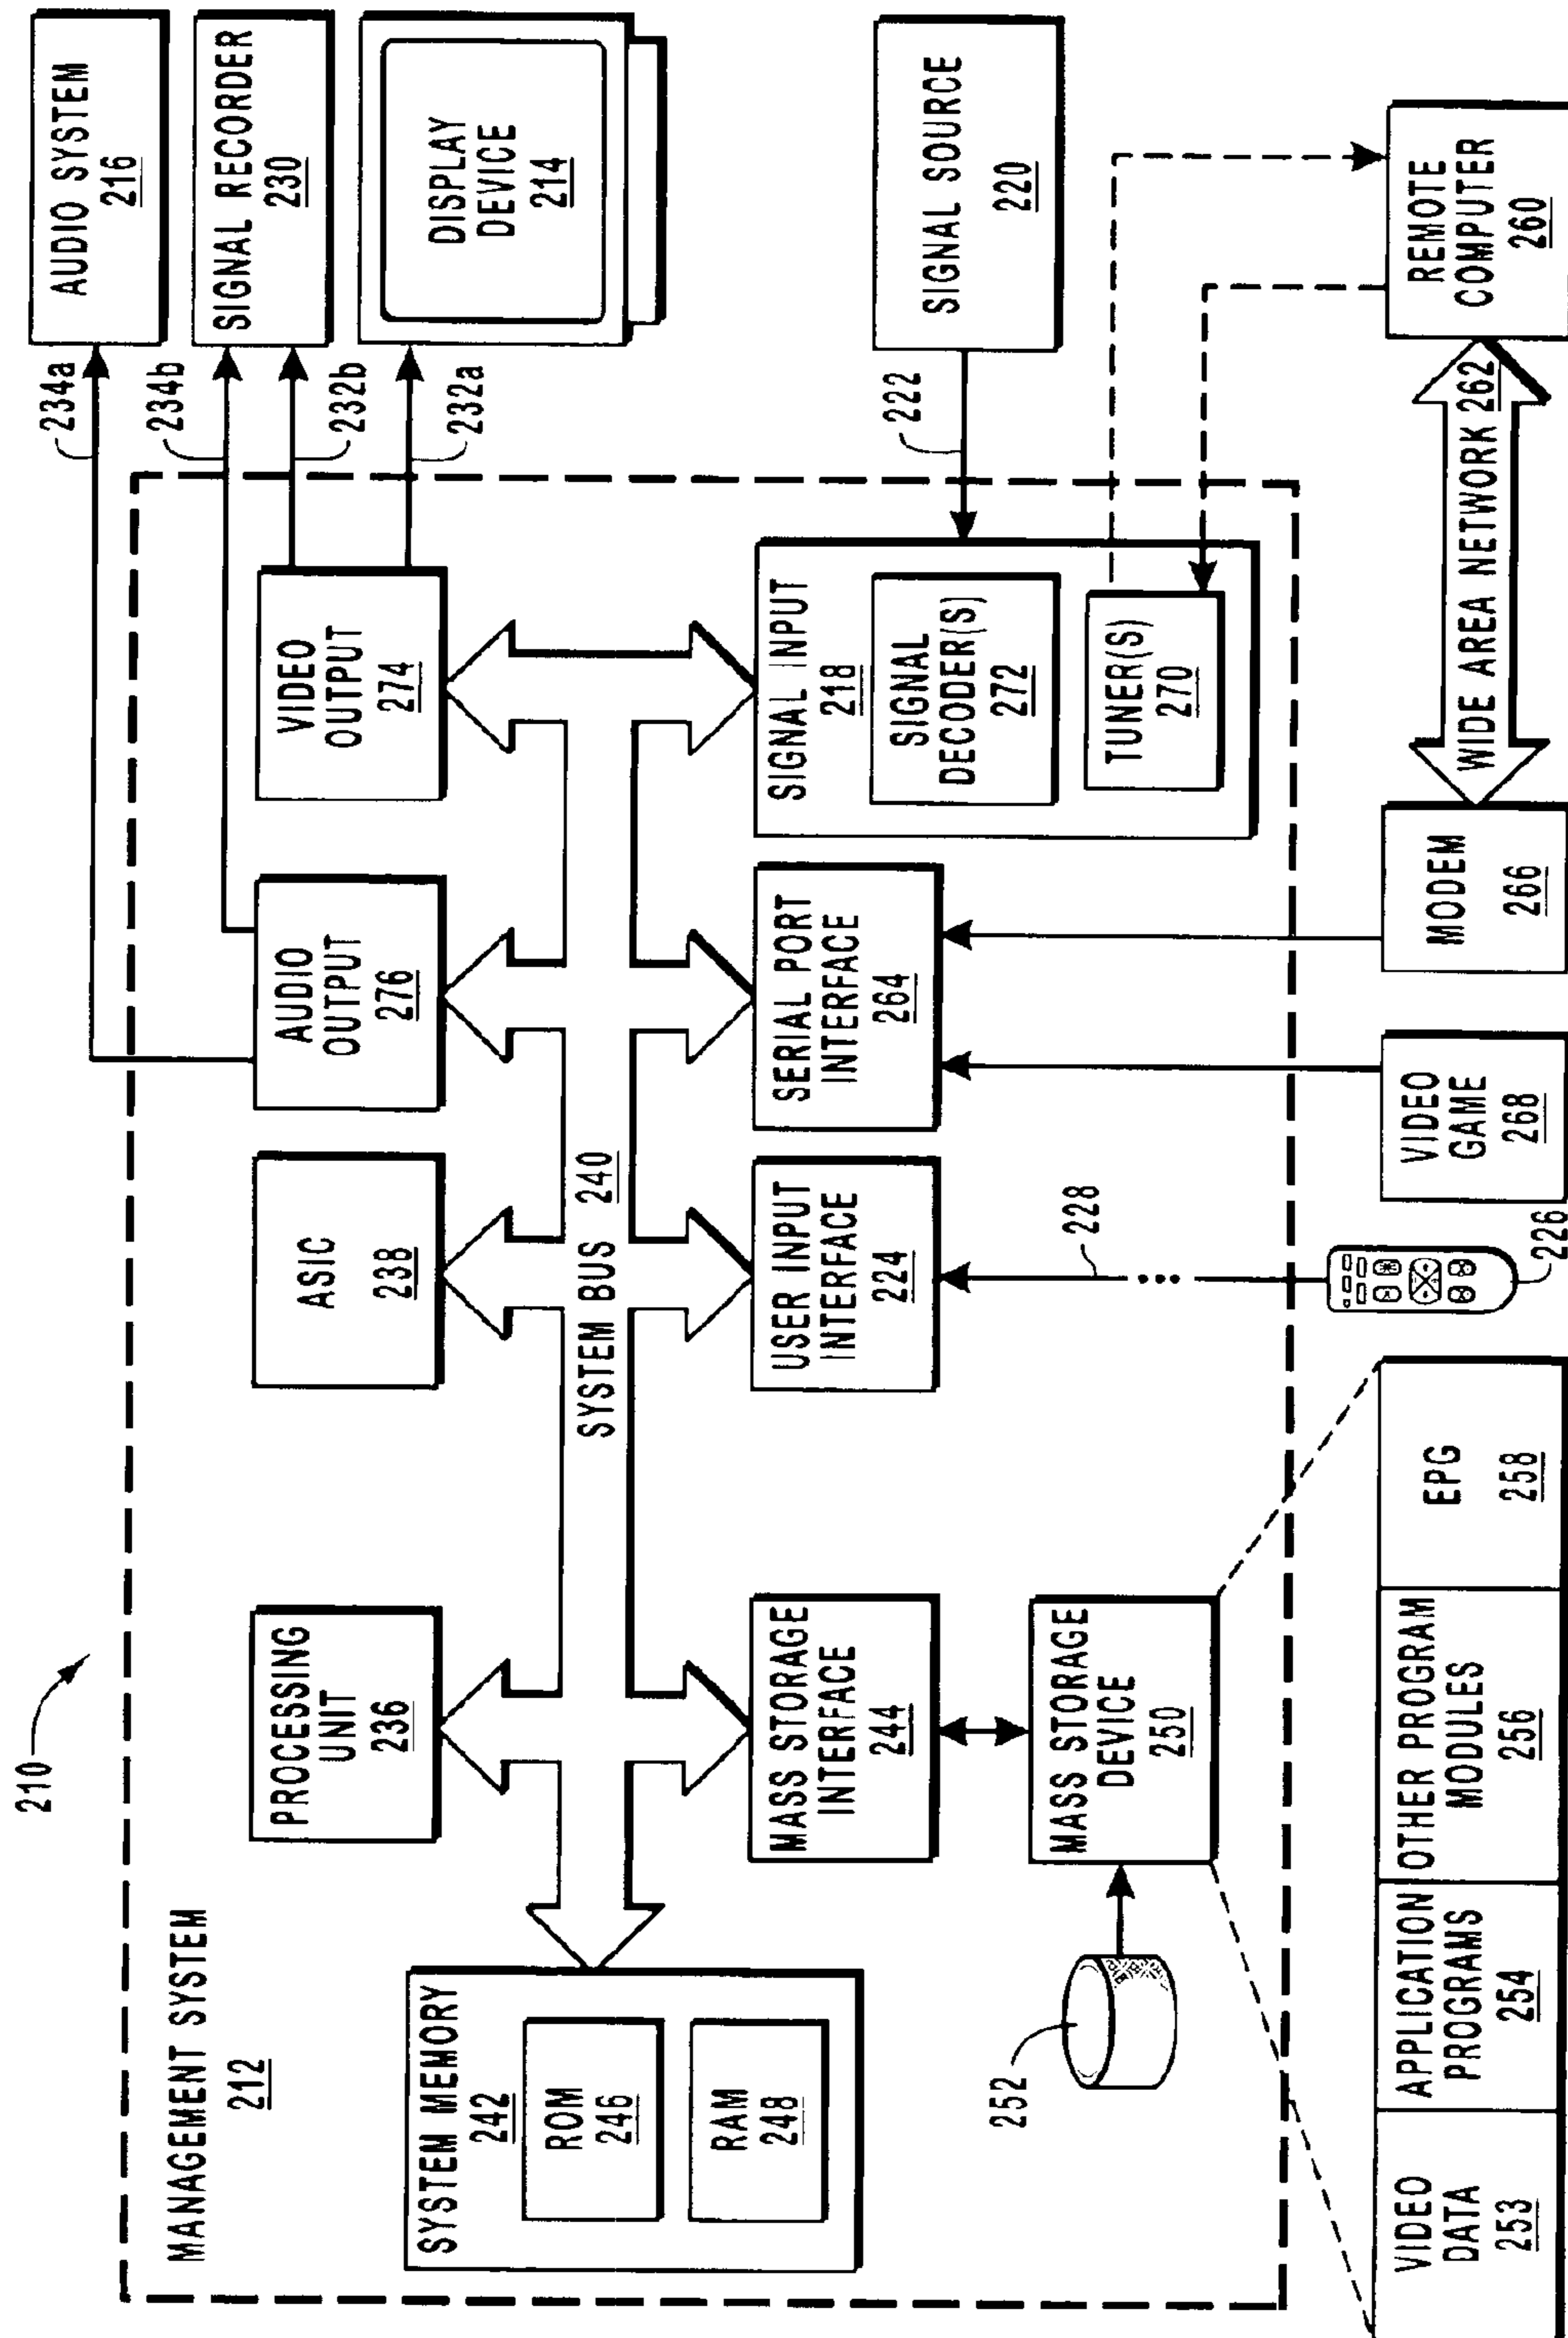 210
MANAGEMENT SYSTEM
212
SYSTEM MEMORY
242
ROM
246
RAM
248
PROCESSING
UNIT
236
ASIC
238
AUDIO
OUTPUT
276
VIDEO
OUTPUT
274
234a
234b
232b
232a
AUDIO SYSTEM
216
SIGNAL RECORDER
230
DISPLAY
DEVICE
214
SYSTEM BUS 240
MASS STORAGE
INTERFACE
244
USER INPUT
INTERFACE
224
SERIAL PORT
INTERFACE
264
SIGNAL INPUT
218
SIGNAL
DECODER(S)
272
TUNER(S)
270
222
SIGNAL SOURCE
220
252
MASS STORAGE
DEVICE
250
228
226
VIDEO
DATA
253
APPLICATION
PROGRAMS
254
OTHER PROGRAM
MODULES
256
EPG
258
VIDEO
GAME
268
MODEM
266
WIDE AREA NETWORK 262
REMOTE
COMPUTER
260